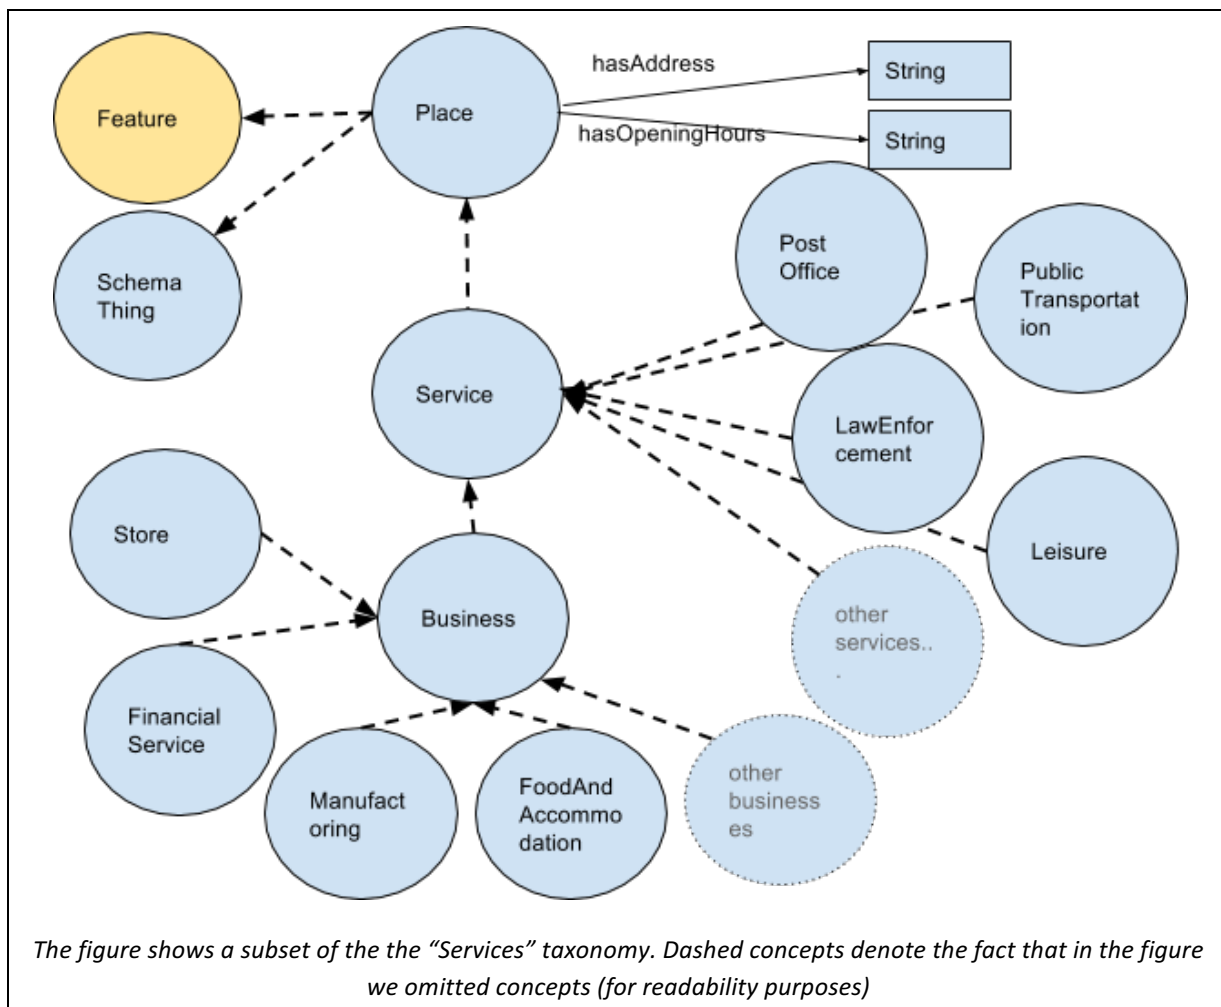 hasAddress
String
Feature
Place
hasOpeningHours
String
Schema
Thing
Post
Office
Public
Transportat
ion
Service
LawEnfor
cement
Store
Leisure
Business
other
services..
.
Financial
Service
Manufact
oring
FoodAnd
Accommo
dation
other
business
es
The figure shows a subset of the the “Services” taxonomy. Dashed concepts denote the fact that in the figure
we omitted concepts (for readability purposes)